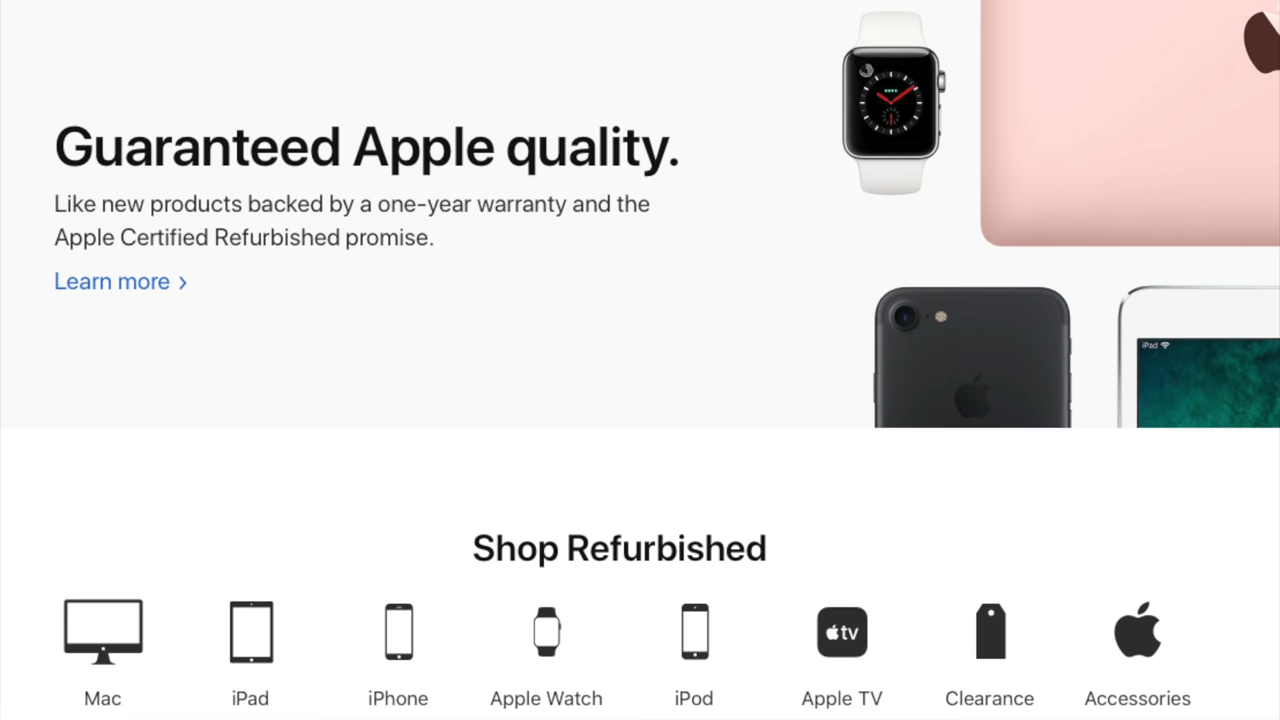 Guaranteed Apple quality.
Like new products backed by a one-year warranty and the
Apple Certified Refurbished promise.
Learn more >
iPad
Shop Refurbished
tv
Mac
iPad
iPhone
Apple Watch
iPod
Apple TV
Clearance
Accessories